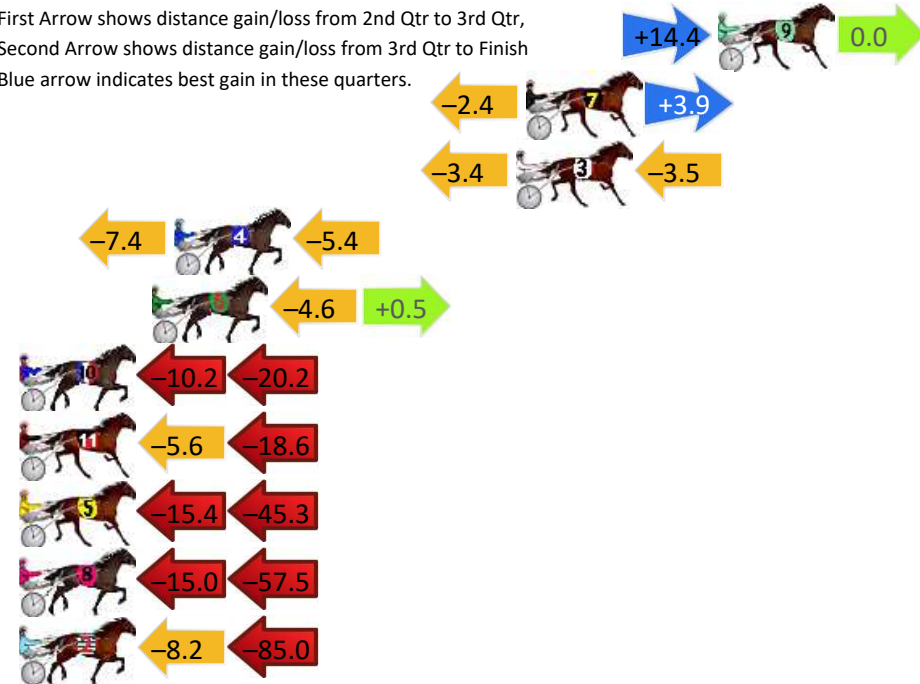 First Arrow shows distance gain/loss from 2nd Qtr to 3rd Qtr,
Second Arrow shows distance gain/loss from 3rd Qtr to Finish
Blue arrow indicates best gain in these quarters.
+14.4 9 0.0
−2.4 7 +3.9
−3.4 3 −3.5
−7.4 4 −5.4
6 −4.6 +0.5
10 −10.2 −20.2
11 −5.6 −18.6
5 −15.4 −45.3
8 −15.0 −57.5
2 −8.2 −85.0